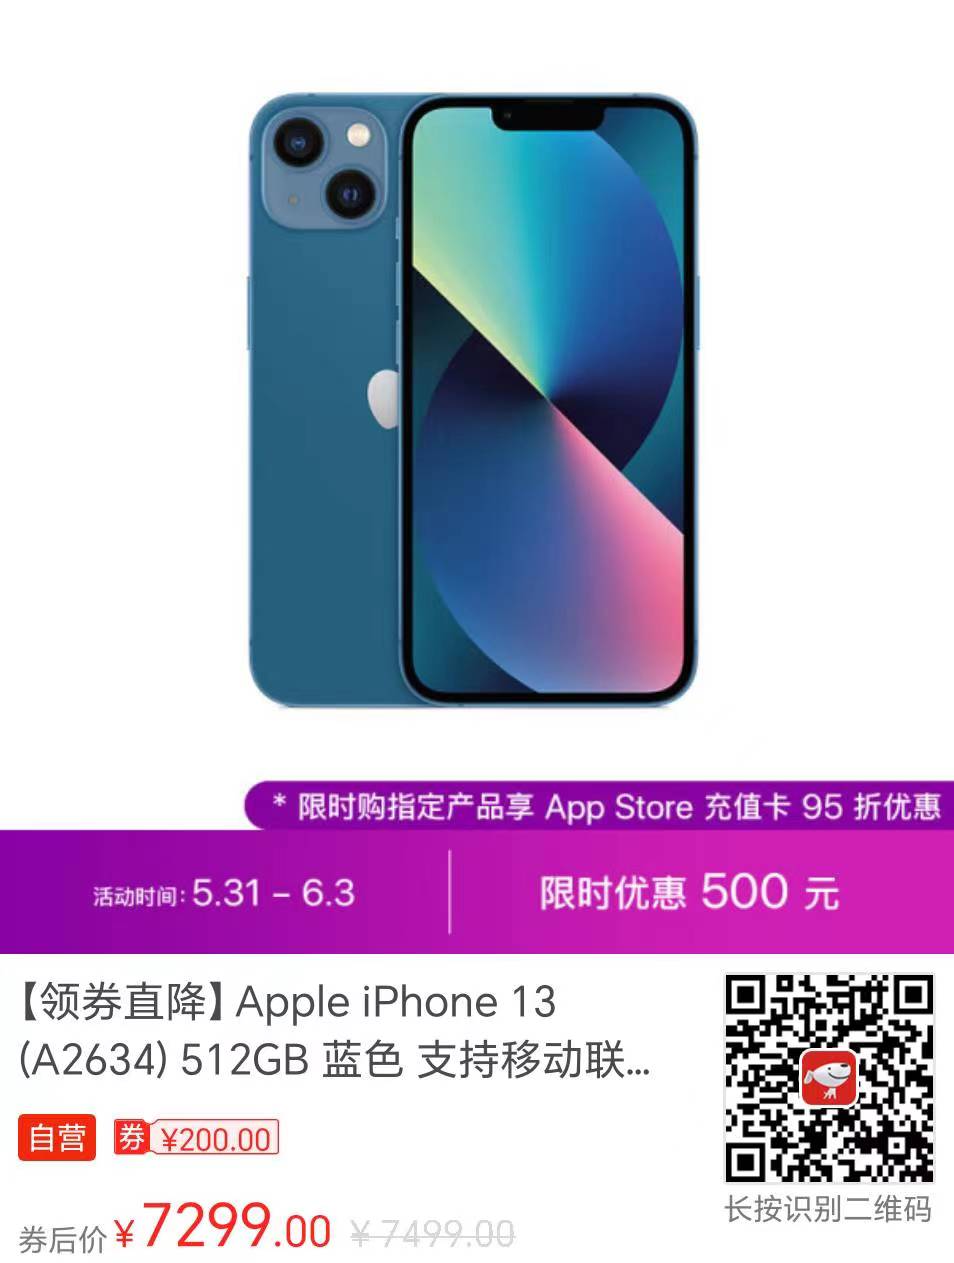 * 限时购指定产品享 App Store 充值卡 95 折优惠
活动时间: 5.31 – 6.3
限时优惠 500 元
【领券直降】Apple iPhone 13
(A2634) 512GB 蓝色 支持移动联...
自营 券 ¥200.00
券后价 ¥7299.00 ¥7499.00
长按识别二维码